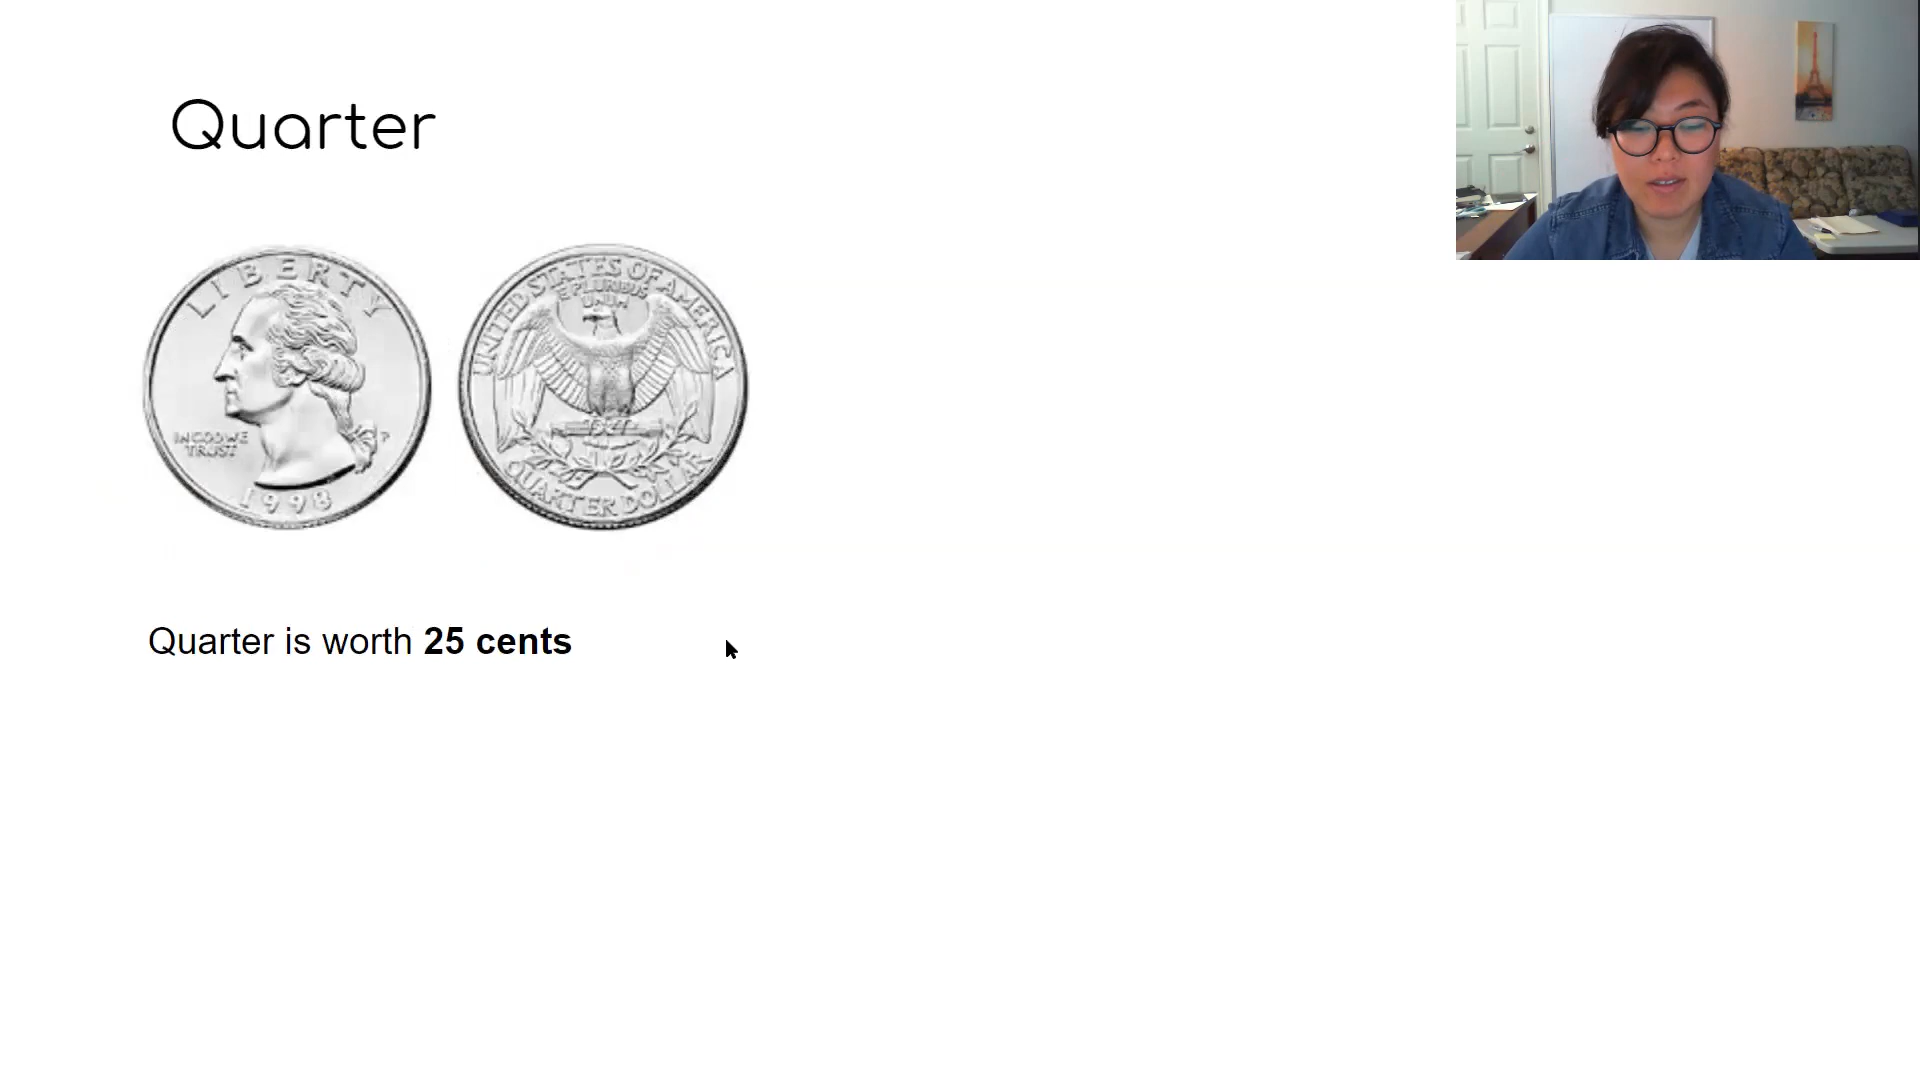 Quarter
LIBERTY
IN GOD WE
TRUST
P
1998
UNITED STATES OF AMERICA
E PLURIBUS
UNUM
QUARTER DOLLAR
Quarter is worth 25 cents